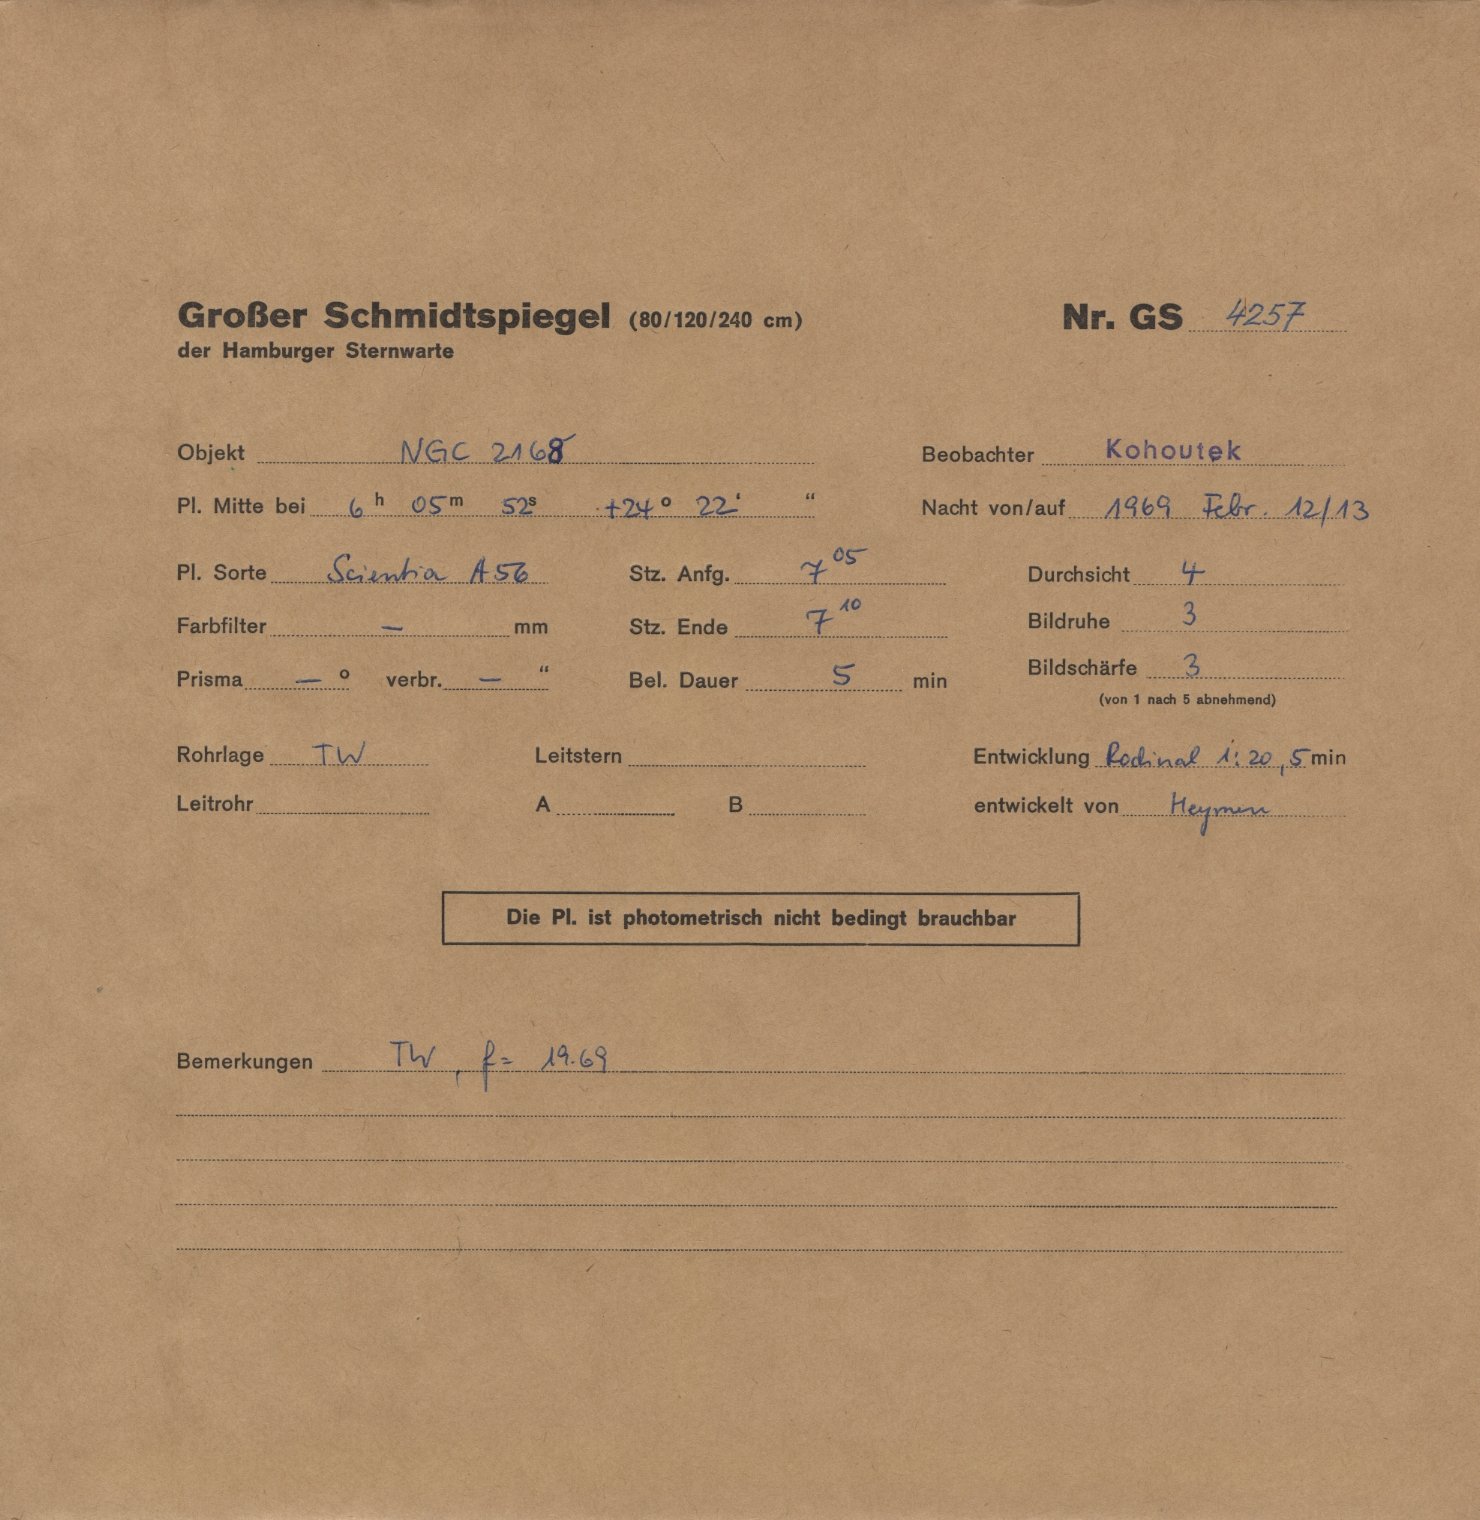 Großer Schmidtspiegel (80/120/240 cm) Nr. GS 4257
der Hamburger Sternwarte
Objekt NGC 2168 Beobachter Kohoutek
Pl. Mitte bei 6 h 05 m 52 s +24 ° 22 ' " Nacht von/auf 1969 Febr. 12/13
Pl. Sorte Scientia A56 Stz. Anfg. 7 05 Durchsicht 4
Farbfilter — mm Stz. Ende 7 10 Bildruhe 3
Prisma — ° verbr. — " Bel. Dauer 5 min Bildschärfe 3
(von 1 nach 5 abnehmend)
Rohrlage TW Leitstern Entwicklung Rodinal 1:20, 5 min
Leitrohr A B entwickelt von
Die Pl. ist photometrisch nicht bedingt brauchbar
Bemerkungen TW, f= 19.69